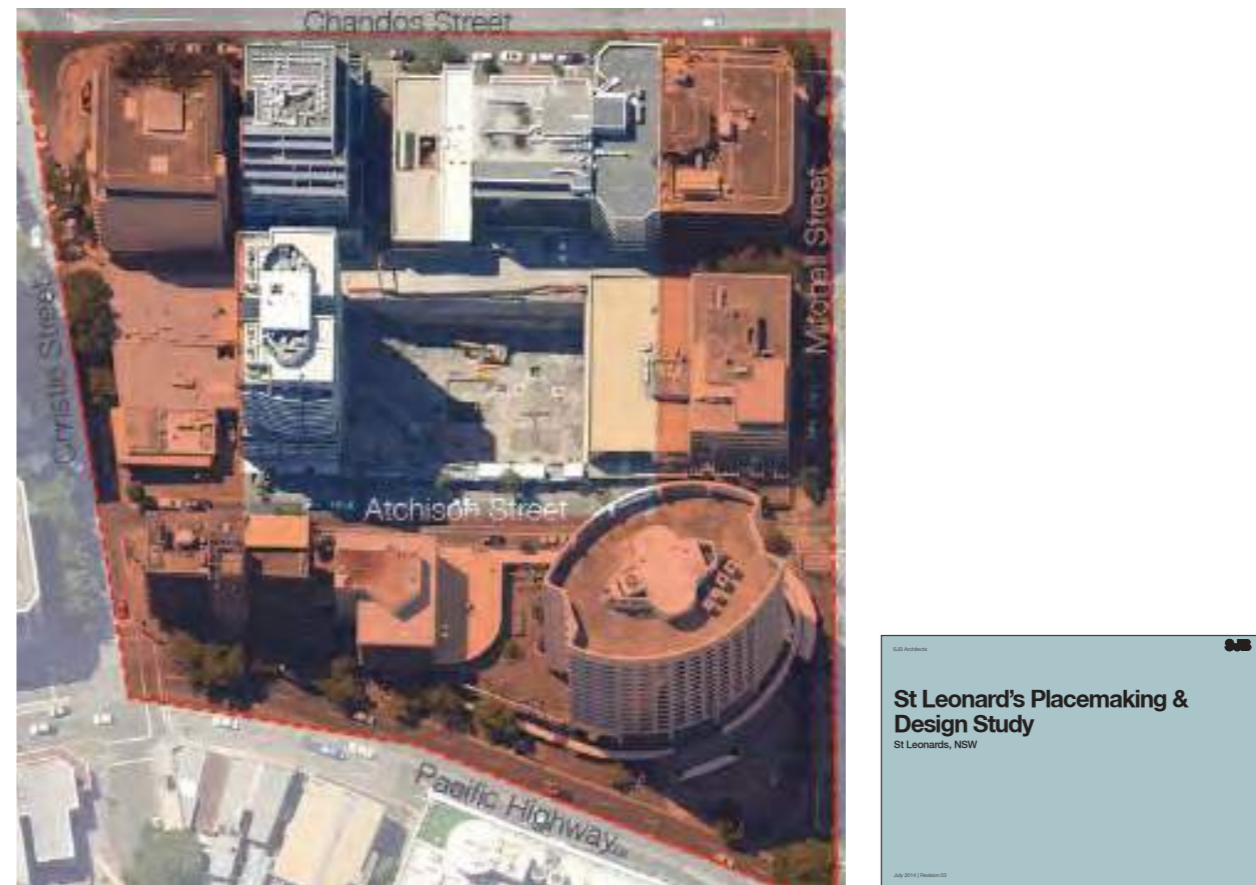 Chandos Street
Mitchell Street
Christie Street
Atchison Street
Pacific Highway
SJB Architects
SJB
St Leonard's Placemaking &
Design Study
St Leonards, NSW
July 2014 | Revision 03